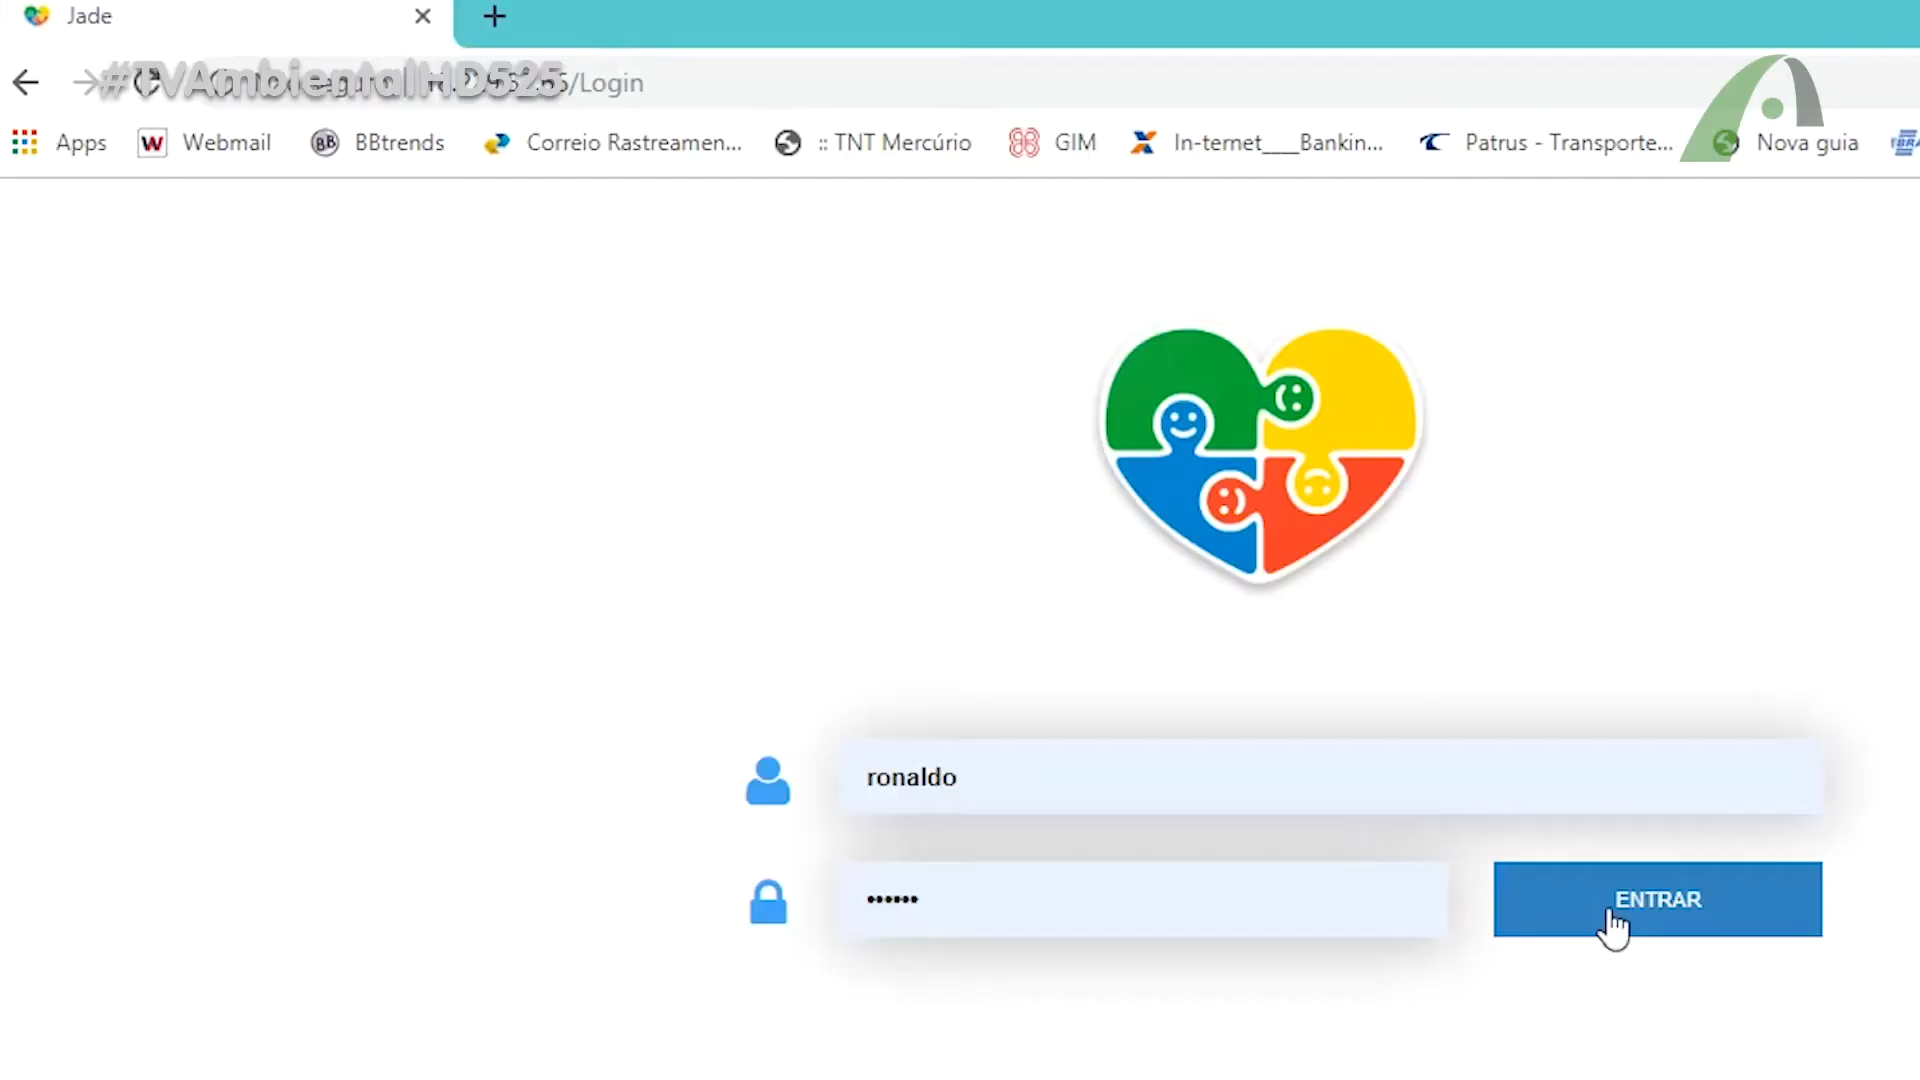 Jade
#TVAmbientalHD525
/Login
Apps
Webmail
BB
BBtrends
Correio Rastreamen...
:: TNT Mercúrio
GIM
In-ternet___Bankin...
Patrus - Transporte...
Nova guia
ronaldo
••••••
ENTRAR